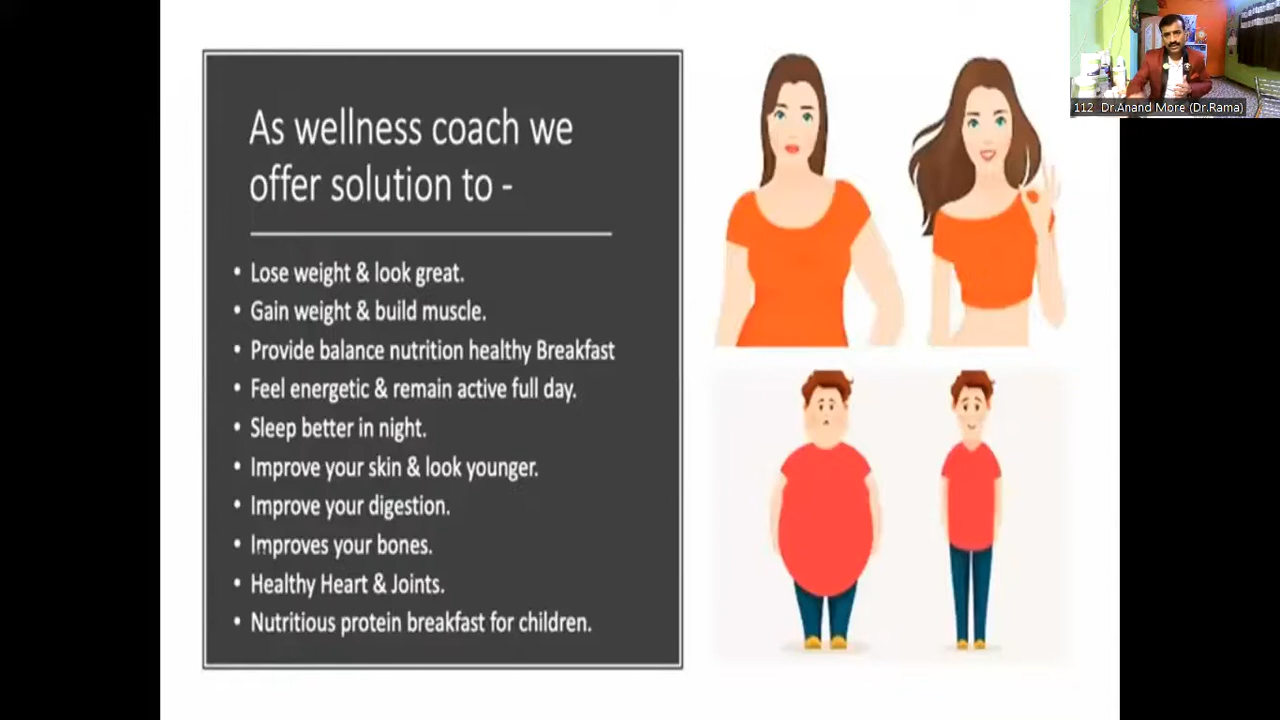 As wellness coach we
offer solution to -
• Lose weight & look great.
• Gain weight & build muscle.
• Provide balance nutrition healthy Breakfast
• Feel energetic & remain active full day.
• Sleep better in night.
• Improve your skin & look younger.
• Improve your digestion.
• Improves your bones.
• Healthy Heart & Joints.
• Nutritious protein breakfast for children.
112 Dr.Anand More (Dr.Rama)